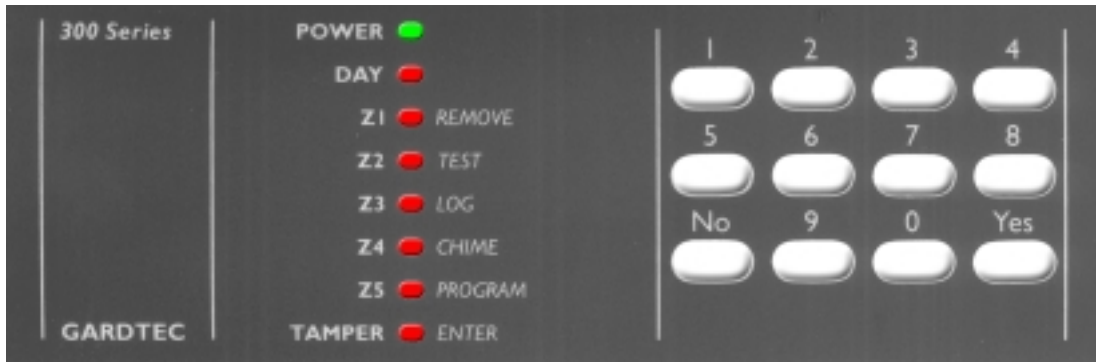 300 Series
GARDTEC
POWER
DAY
Z1 REMOVE
Z2 TEST
Z3 LOG
Z4 CHIME
Z5 PROGRAM
TAMPER ENTER
1 2 3 4
5 6 7 8
No 9 0 Yes